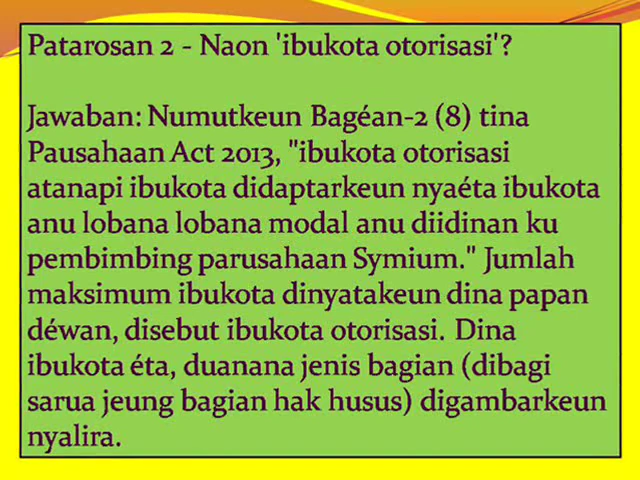 Patarosan 2 - Naon 'ibukota otorisasi'?
Jawaban: Numutkeun Bagéan-2 (8) tina
Pausahaan Act 2013, "ibukota otorisasi
atanapi ibukota didaptarkeun nyaéta ibukota
anu lobana lobana modal anu diidinan ku
pembimbing parusahaan Symium." Jumlah
maksimum ibukota dinyatakeun dina papan
déwan, disebut ibukota otorisasi. Dina
ibukota éta, duanana jenis bagian (dibagi
sarua jeung bagian hak husus) digambarkeun
nyalira.